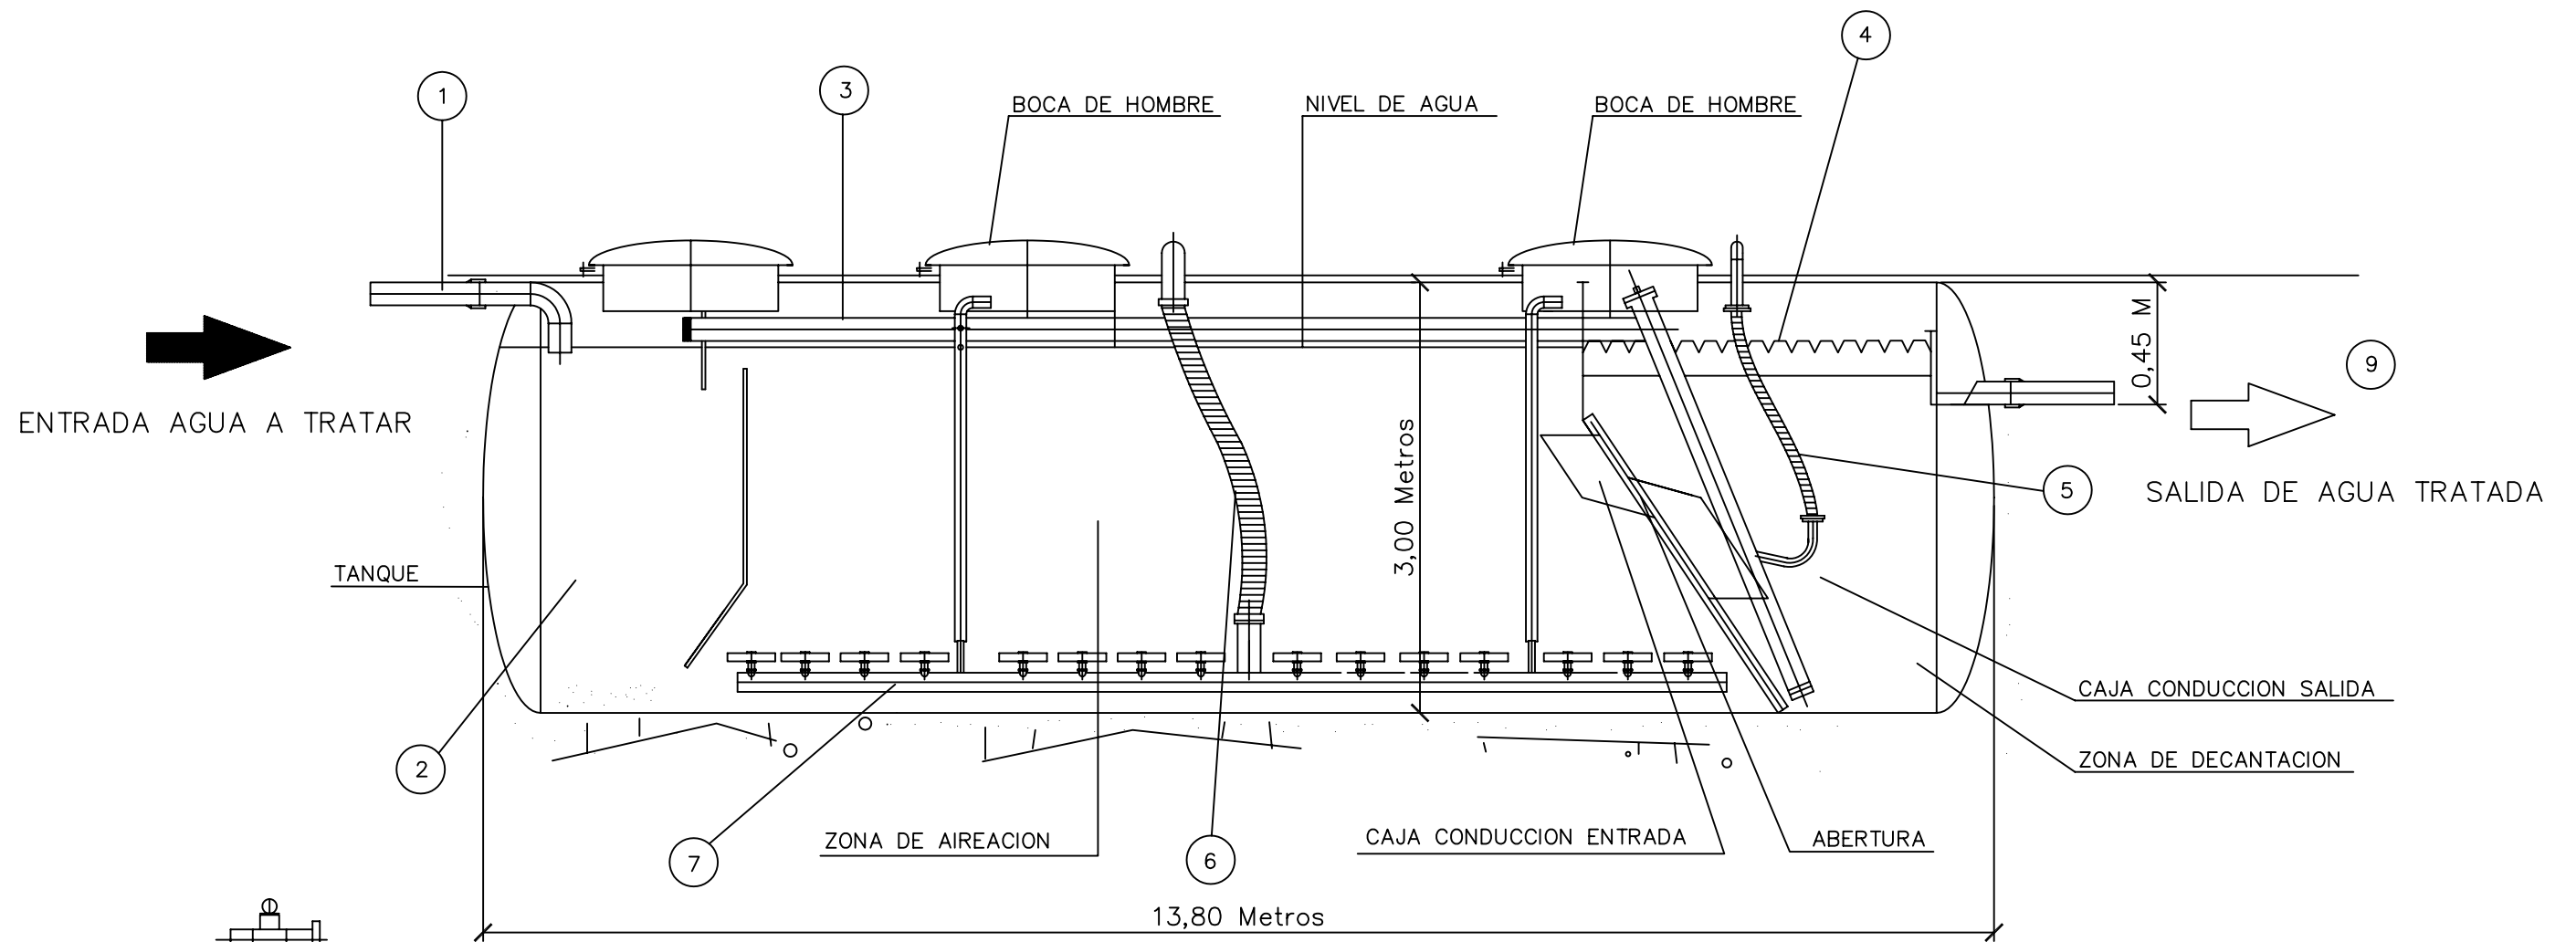 4
1
3
BOCA DE HOMBRE
NIVEL DE AGUA
BOCA DE HOMBRE
0,45 M
9
ENTRADA AGUA A TRATAR
3,00 Metros
5
SALIDA DE AGUA TRATADA
TANQUE
CAJA CONDUCCION SALIDA
2
ZONA DE DECANTACION
ZONA DE AIREACION
CAJA CONDUCCION ENTRADA
ABERTURA
7
6
13,80 Metros